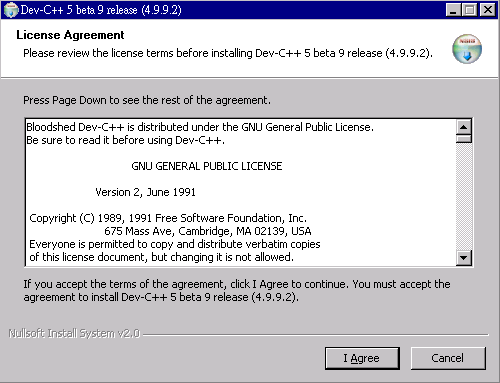 Dev-C++ 5 beta 9 release (4.9.9.2)
License Agreement
Please review the license terms before installing Dev-C++ 5 beta 9 release (4.9.9.2).
Press Page Down to see the rest of the agreement.
Bloodshed Dev-C++ is distributed under the GNU General Public License.
Be sure to read it before using Dev-C++.
GNU GENERAL PUBLIC LICENSE
Version 2, June 1991
Copyright (C) 1989, 1991 Free Software Foundation, Inc.
675 Mass Ave, Cambridge, MA 02139, USA
Everyone is permitted to copy and distribute verbatim copies
of this license document, but changing it is not allowed.
If you accept the terms of the agreement, click I Agree to continue. You must accept the
agreement to install Dev-C++ 5 beta 9 release (4.9.9.2).
Nullsoft Install System v2.0
I Agree
Cancel